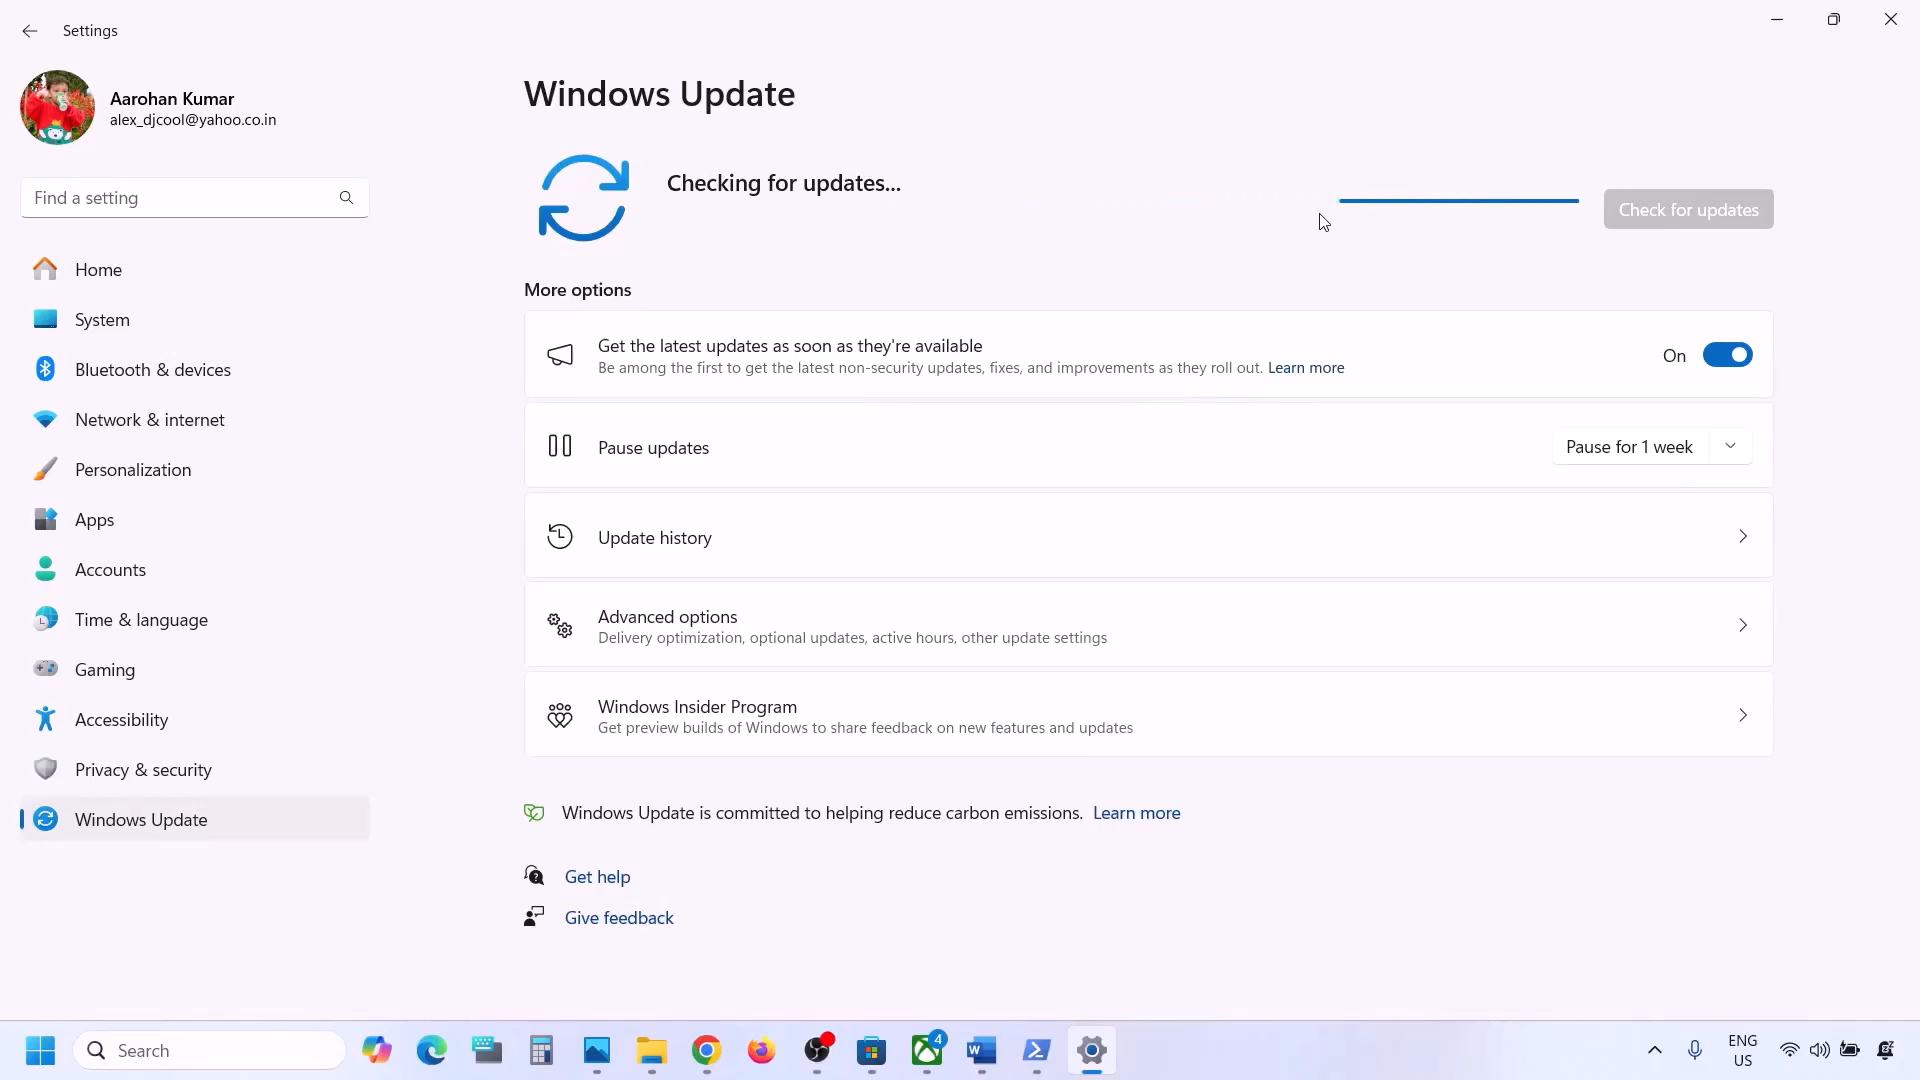 Settings
Aarohan Kumar
alex_djcool@yahoo.co.in
Find a setting
Home
System
Bluetooth & devices
Network & internet
Personalization
Apps
Accounts
Time & language
Gaming
Accessibility
Privacy & security
Windows Update
Windows Update
Checking for updates...
Check for updates
More options
Get the latest updates as soon as they're available
Be among the first to get the latest non-security updates, fixes, and improvements as they roll out. Learn more
On
Pause updates
Pause for 1 week
Update history
Advanced options
Delivery optimization, optional updates, active hours, other update settings
Windows Insider Program
Get preview builds of Windows to share feedback on new features and updates
Windows Update is committed to helping reduce carbon emissions. Learn more
Get help
Give feedback
Search
4
ENG
US